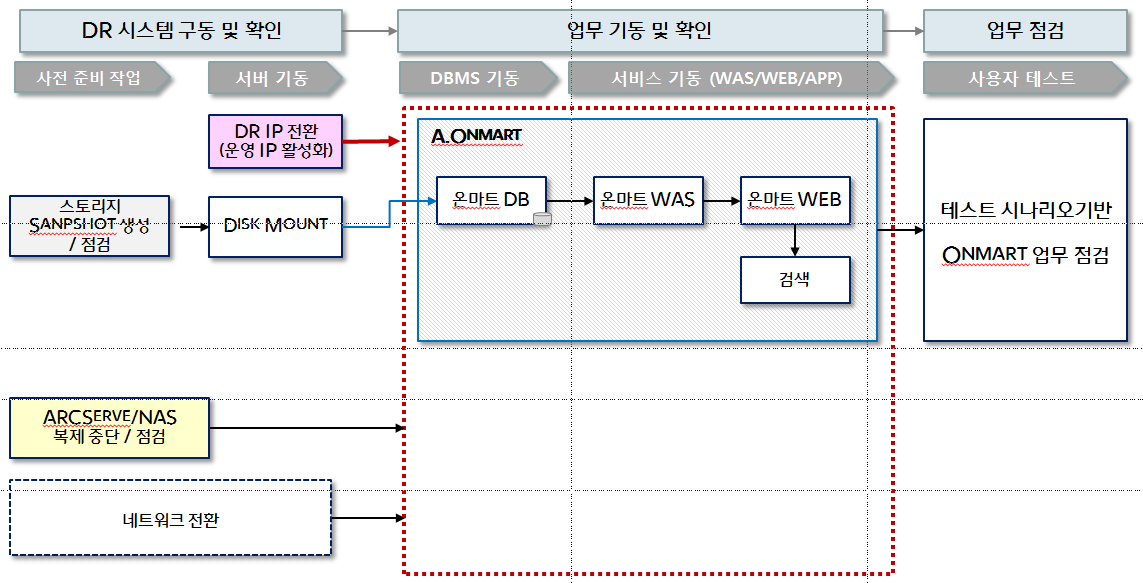 DR 시스템 구동 및 확인
업무 기동 및 확인
업무 점검
사전 준비 작업
서버 기동
DBMS 기동
서비스 기동 (WAS/WEB/APP)
사용자 테스트
DR IP 전환
(운영 IP 활성화)
A.ONMART
스토리지
SANPSHOT 생성
/ 점검
DISK MOUNT
온마트 DB
온마트 WAS
온마트 WEB
검색
테스트 시나리오기반
ONMART 업무 점검
ARCSERVE/NAS
복제 중단 / 점검
네트워크 전환